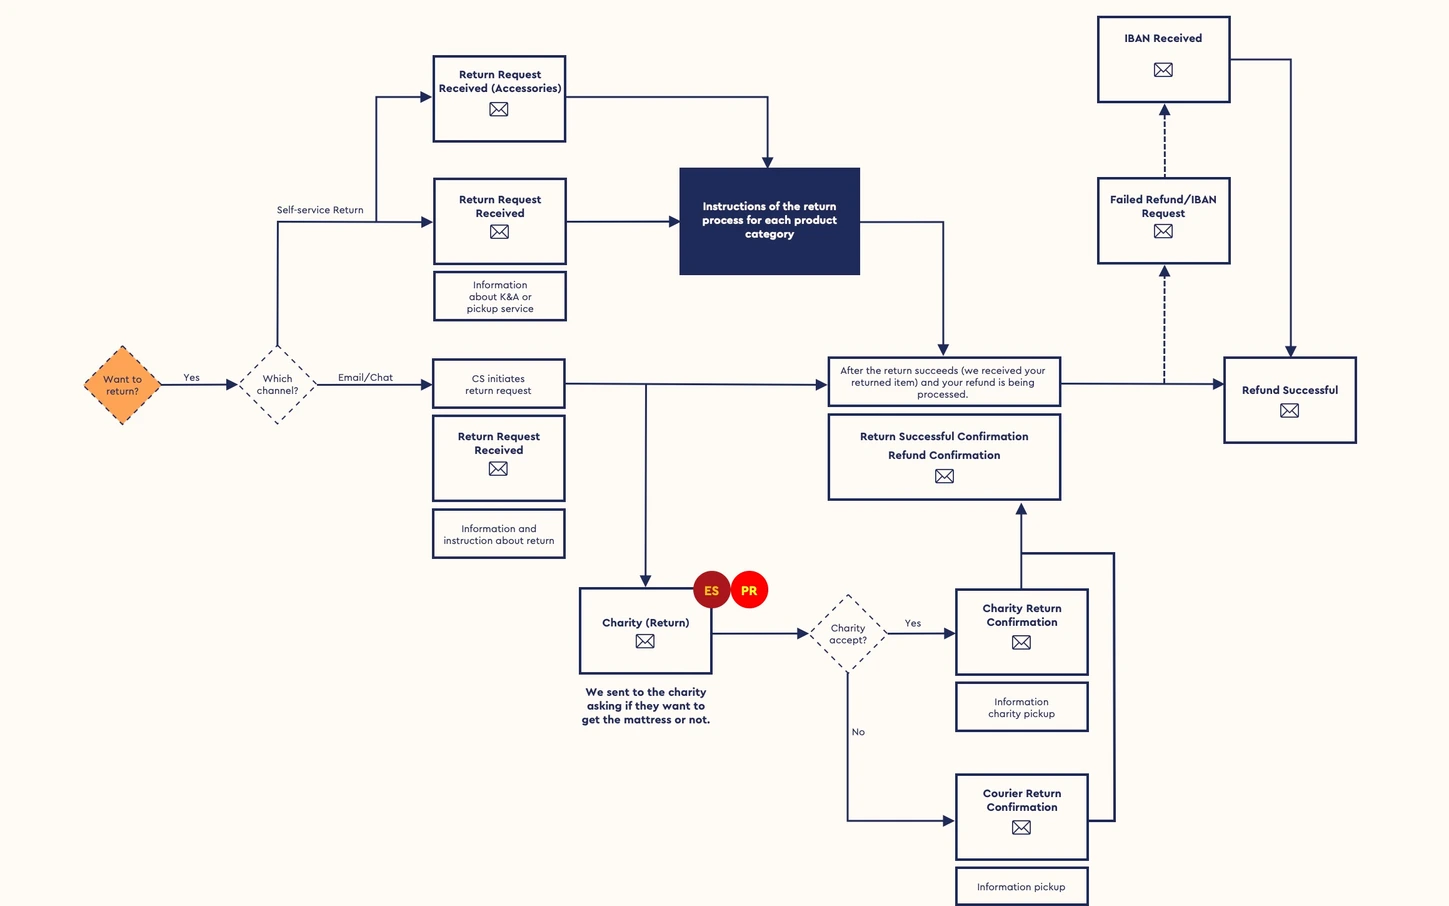 IBAN Received
Return Request
Received (Accessories)
Self-service Return
Return Request
Received
Instructions of the return
process for each product
category
Failed Refund/IBAN
Request
Information
about K&A or
pickup service
Want to
return?
Yes
Which
channel?
Email/Chat
CS initiates
return request
After the return succeeds (we received your
returned item) and your refund is being
processed.
Refund Successful
Return Request
Received
Return Successful Confirmation
Refund Confirmation
Information and
instruction about return
ES
PR
Charity (Return)
We sent to the charity
asking if they want to
get the mattress or not.
Charity
accept?
Yes
Charity Return
Confirmation
Information
charity pickup
No
Courier Return
Confirmation
Information pickup